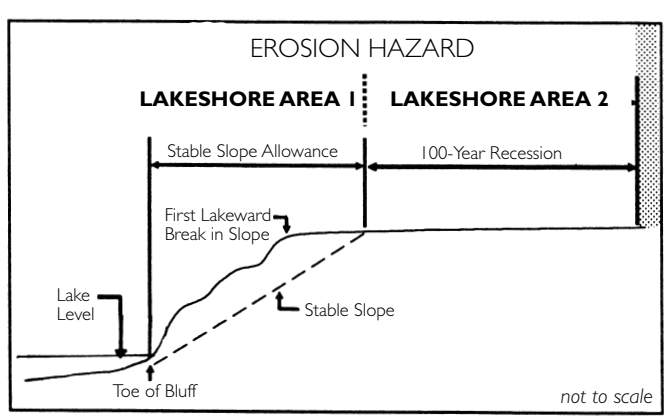 EROSION HAZARD
LAKESHORE AREA 1
LAKESHORE AREA 2
Stable Slope Allowance
100-Year Recession
First Lakeward
Break in Slope
Lake
Level
Stable Slope
Toe of Bluff
not to scale